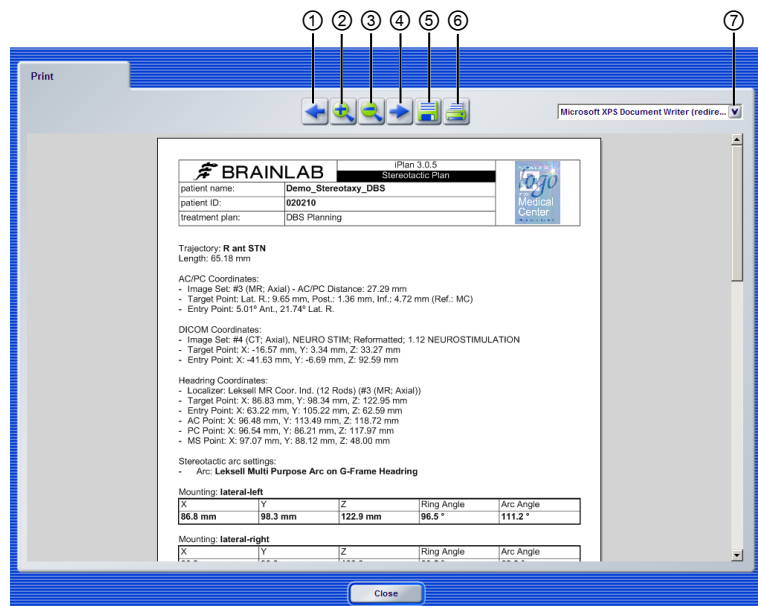 ① ② ③ ④ ⑤ ⑥ ⑦
Print
Microsoft XPS Document Writer (redire...
BRAINLAB
iPlan 3.0.5
Stereotactic Plan
logo
Medical
Center
patient name: Demo_Stereotaxy_DBS
patient ID: 020210
treatment plan: DBS Planning
Trajectory: R ant STN
Length: 65.18 mm
AC/PC Coordinates:
- Image Set: #3 (MR; Axial) - AC/PC Distance: 27.29 mm
- Target Point: Lat. R.: 9.65 mm, Post.: 1.36 mm, Inf.: 4.72 mm (Ref.: MC)
- Entry Point: 5.01º Ant., 21.74º Lat. R.
DICOM Coordinates:
- Image Set: #4 (CT; Axial), NEURO STIM; Reformatted; 1.12 NEUROSTIMULATION
- Target Point: X: -16.57 mm, Y: 3.34 mm, Z: 33.27 mm
- Entry Point: X: -41.63 mm, Y: -6.69 mm, Z: 92.59 mm
Headring Coordinates:
- Localizer: Leksell MR Coor. Ind. (12 Rods) (#3 (MR; Axial))
- Target Point: X: 86.83 mm, Y: 98.34 mm, Z: 122.95 mm
- Entry Point: X: 63.22 mm, Y: 105.22 mm, Z: 62.59 mm
- AC Point: X: 96.48 mm, Y: 113.49 mm, Z: 118.72 mm
- PC Point: X: 96.54 mm, Y: 86.21 mm, Z: 117.97 mm
- MS Point: X: 97.07 mm, Y: 88.12 mm, Z: 48.00 mm
Stereotactic arc settings:
- Arc: Leksell Multi Purpose Arc on G-Frame Headring
Mounting: lateral-left
X Y Z Ring Angle Arc Angle
86.8 mm 98.3 mm 122.9 mm 96.5 ° 111.2 °
Mounting: lateral-right
X Y Z Ring Angle Arc Angle
Close